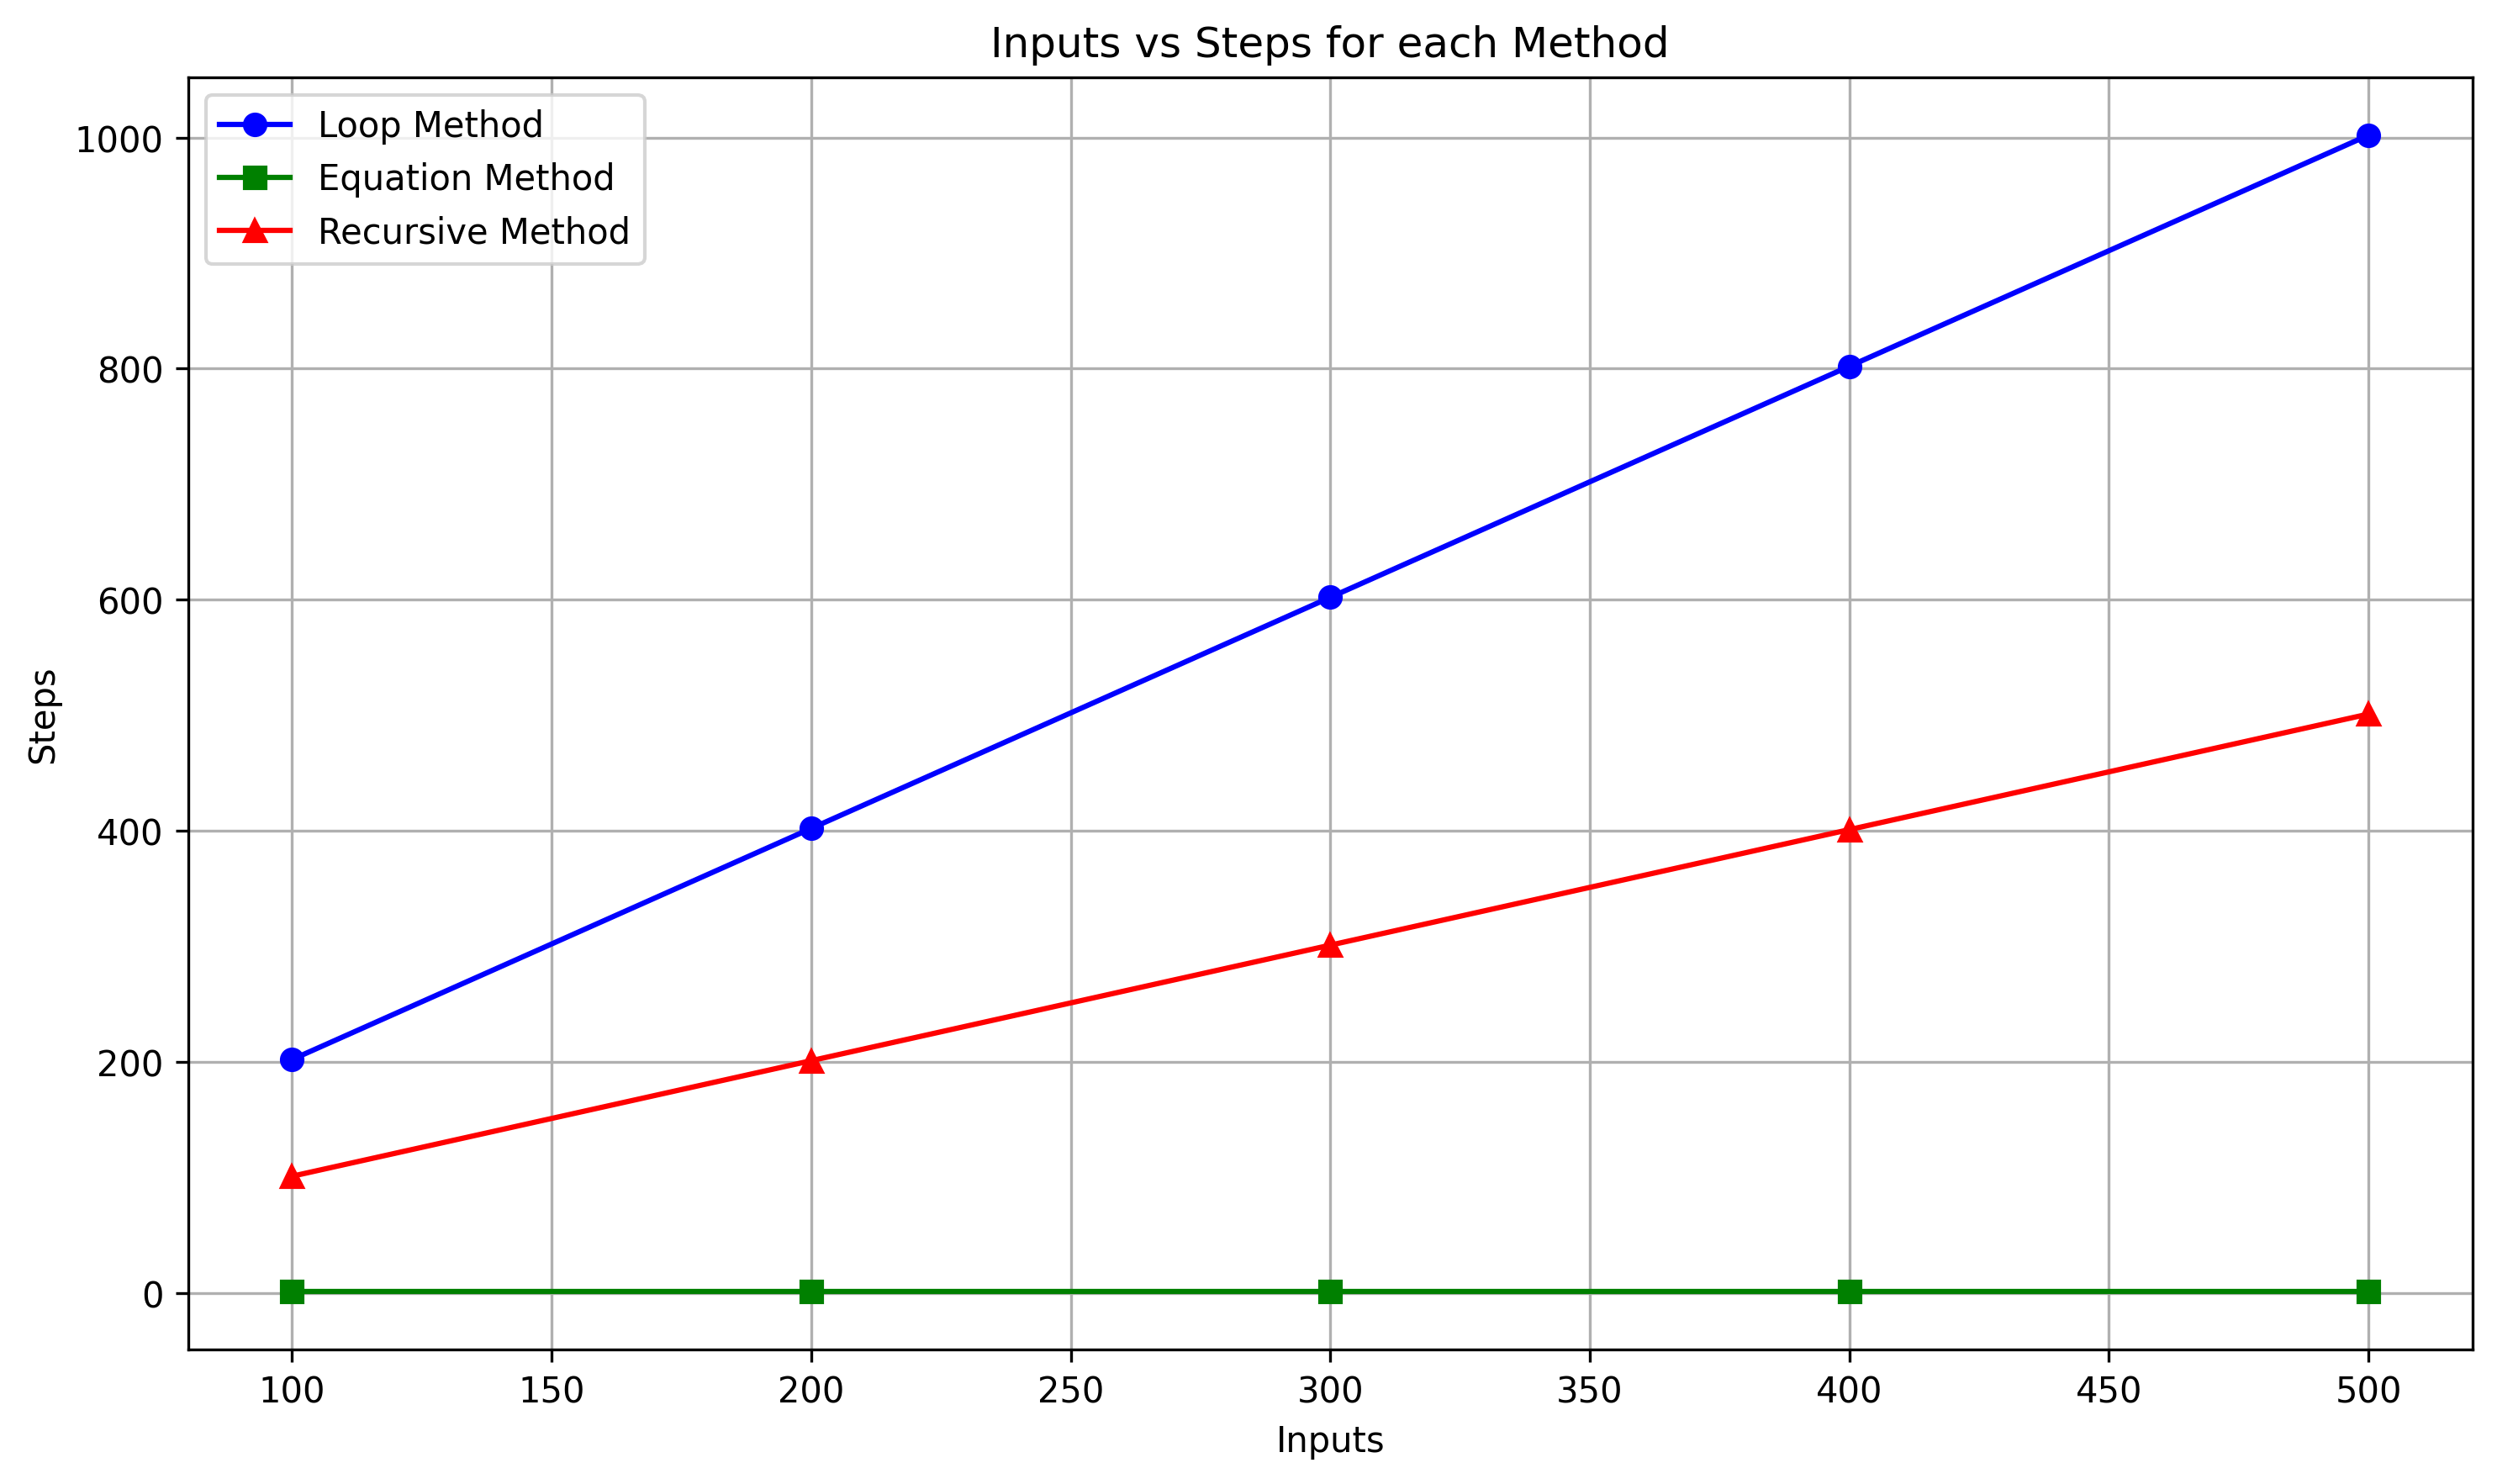 Inputs vs Steps for each Method
Loop Method
Equation Method
Recursive Method
1000
800
600
400
200
0
Steps
100 150 200 250 300 350 400 450 500
Inputs